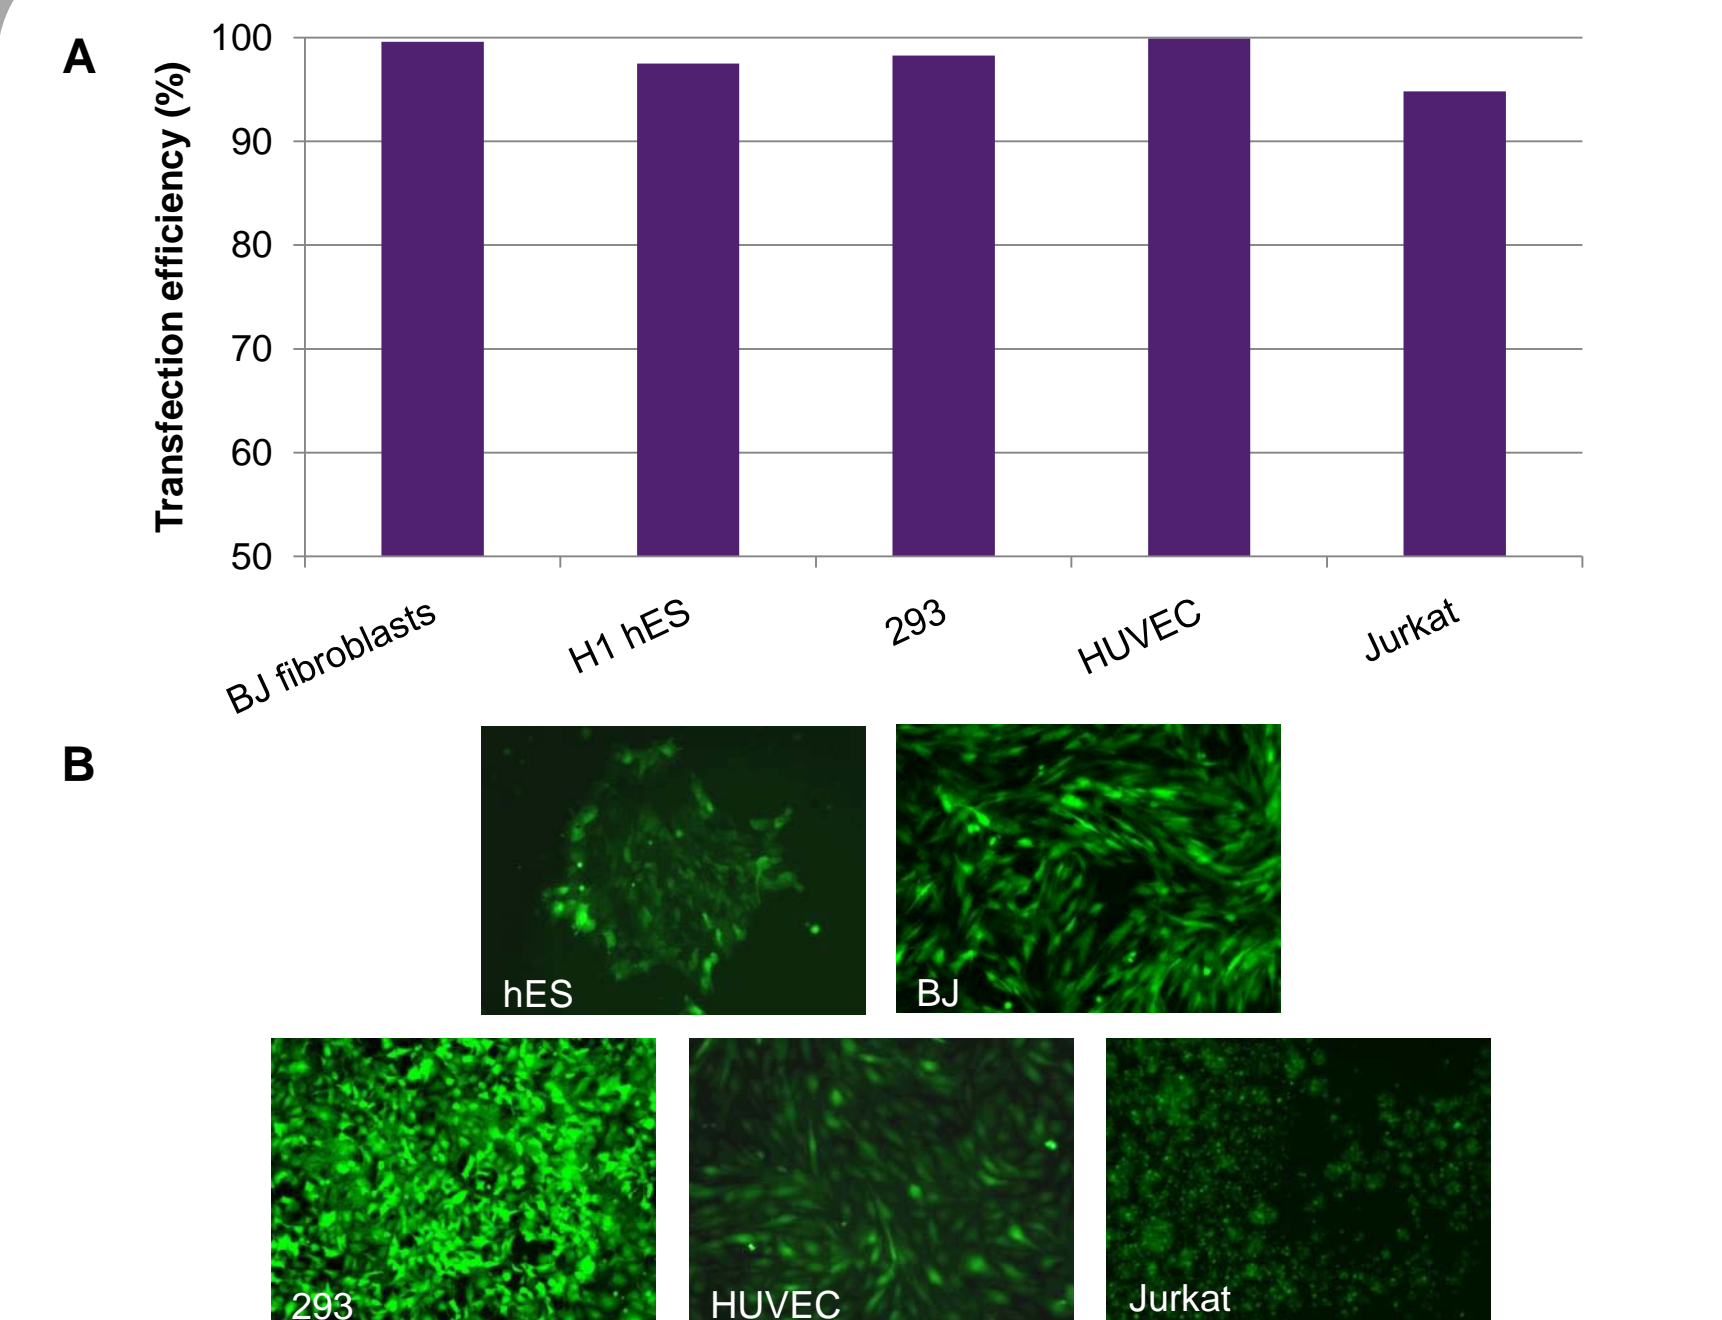 A
Transfection efficiency (%)
100
90
80
70
60
50
BJ fibroblasts
H1 hES
293
HUVEC
Jurkat
B
hES
BJ
293
HUVEC
Jurkat